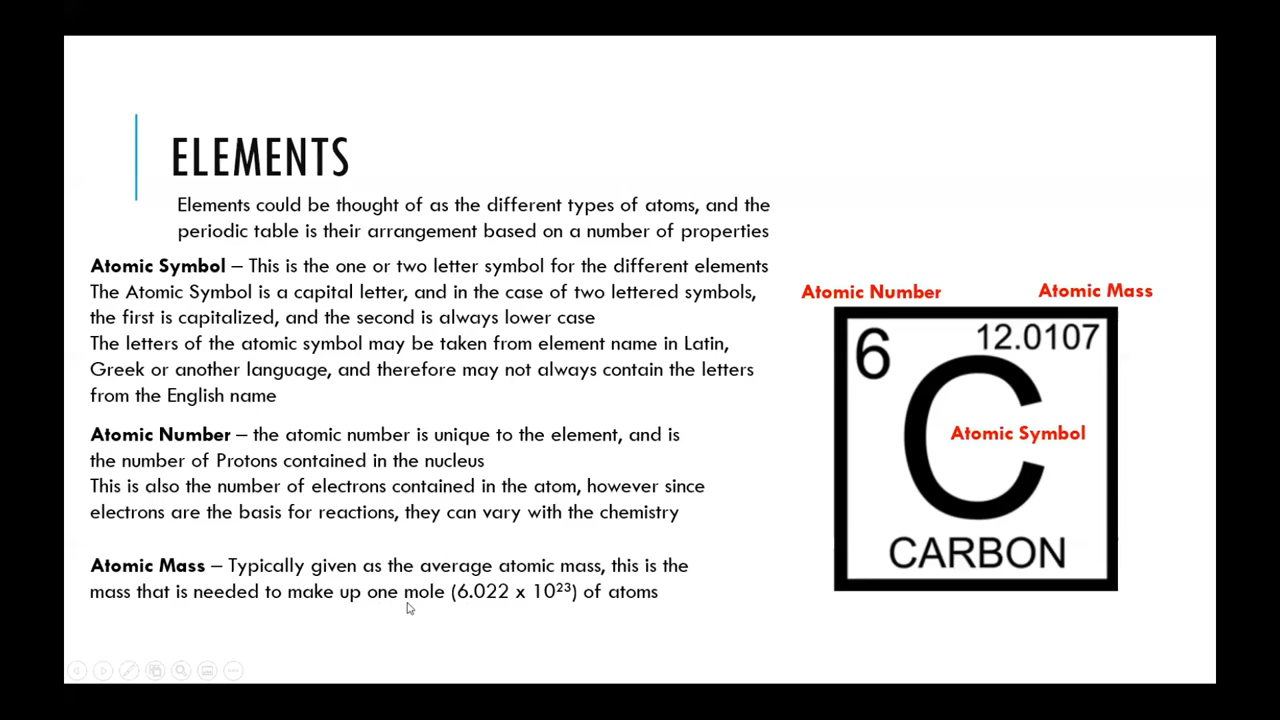 ELEMENTS
Elements could be thought of as the different types of atoms, and the
periodic table is their arrangement based on a number of properties
Atomic Symbol – This is the one or two letter symbol for the different elements
The Atomic Symbol is a capital letter, and in the case of two lettered symbols,
the first is capitalized, and the second is always lower case
The letters of the atomic symbol may be taken from element name in Latin,
Greek or another language, and therefore may not always contain the letters
from the English name
Atomic Number – the atomic number is unique to the element, and is
the number of Protons contained in the nucleus
This is also the number of electrons contained in the atom, however since
electrons are the basis for reactions, they can vary with the chemistry
Atomic Mass – Typically given as the average atomic mass, this is the
mass that is needed to make up one mole (6.022 x 10²³) of atoms
Atomic Number
Atomic Mass
6
12.0107
C
Atomic Symbol
CARBON